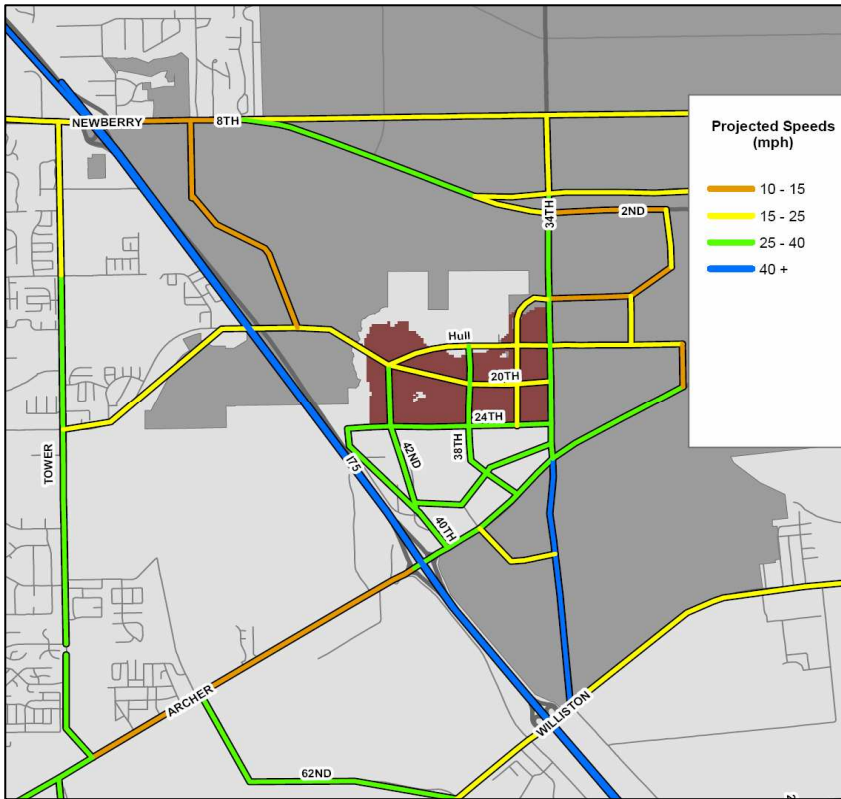 Projected Speeds
(mph)
10 - 15
15 - 25
25 - 40
40 +
NEWBERRY
8TH
34TH
2ND
Hull
20TH
24TH
TOWER
I75
42ND
38TH
40TH
ARCHER
WILLISTON
62ND